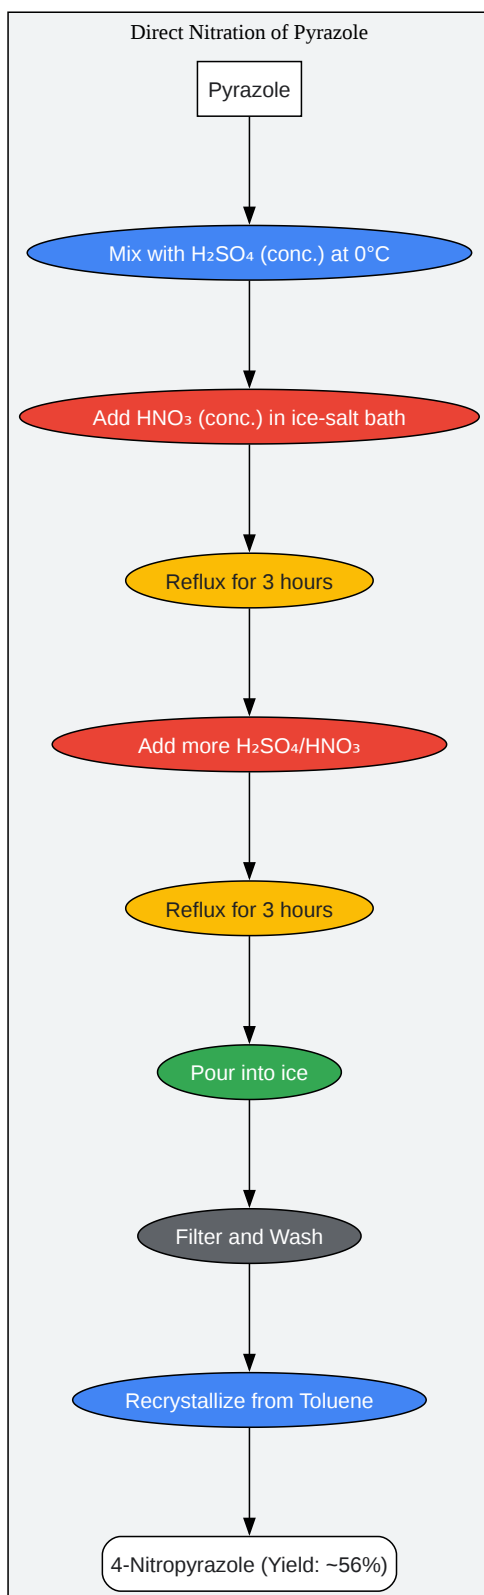 Direct Nitration of Pyrazole
Pyrazole
Mix with H₂SO₄ (conc.) at 0°C
Add HNO₃ (conc.) in ice-salt bath
Reflux for 3 hours
Add more H₂SO₄/HNO₃
Reflux for 3 hours
Pour into ice
Filter and Wash
Recrystallize from Toluene
4-Nitropyrazole (Yield: ~56%)